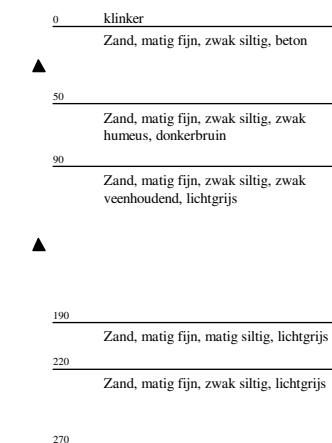 0 klinker
Zand, matig fijn, zwak siltig, beton
50
Zand, matig fijn, zwak siltig, zwak
humeus, donkerbruin
90
Zand, matig fijn, zwak siltig, zwak
veenhoudend, lichtgrijs
190
Zand, matig fijn, matig siltig, lichtgrijs
220
Zand, matig fijn, zwak siltig, lichtgrijs
270